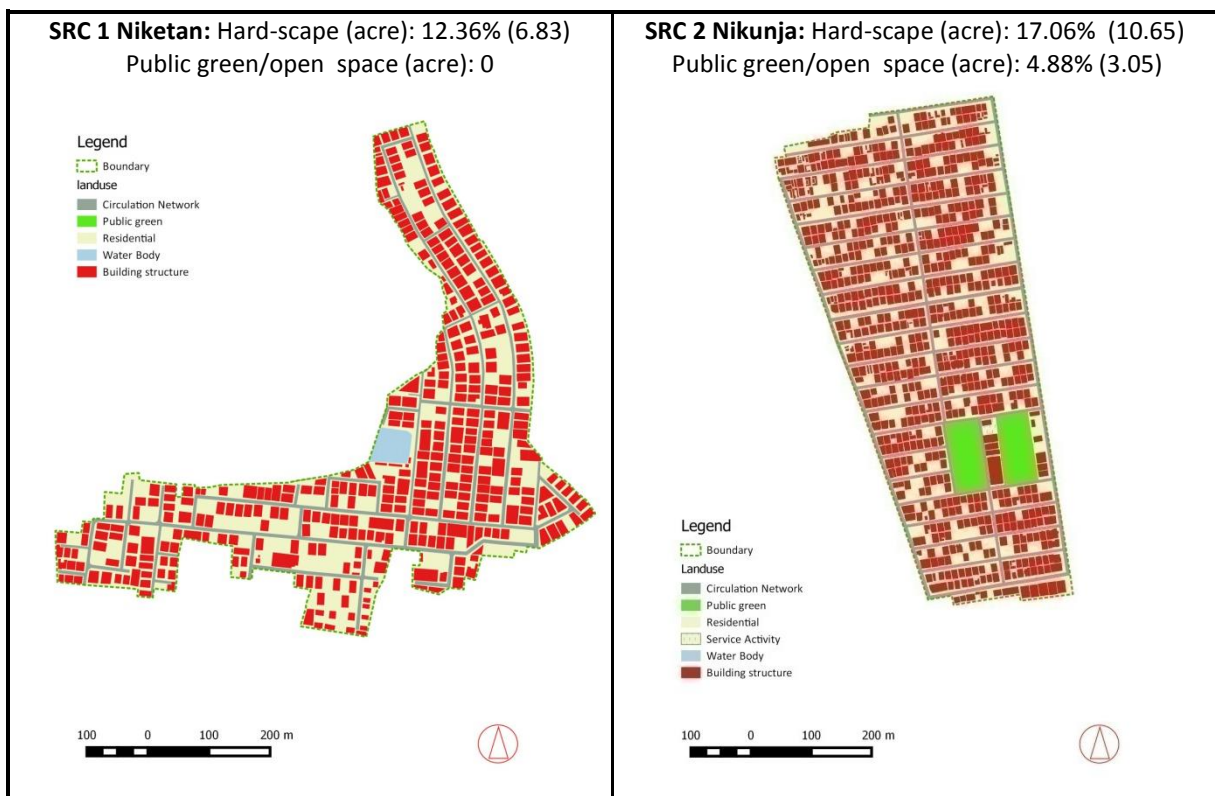 SRC 1 Niketan: Hard-scape (acre): 12.36% (6.83)
Public green/open space (acre): 0
Legend
Boundary
landuse
Circulation Network
Public green
Residential
Water Body
Building structure
100 0 100 200 m
SRC 2 Nikunja: Hard-scape (acre): 17.06% (10.65)
Public green/open space (acre): 4.88% (3.05)
Legend
Boundary
Landuse
Circulation Network
Public green
Residential
Service Activity
Water Body
Building structure
100 0 100 200 m